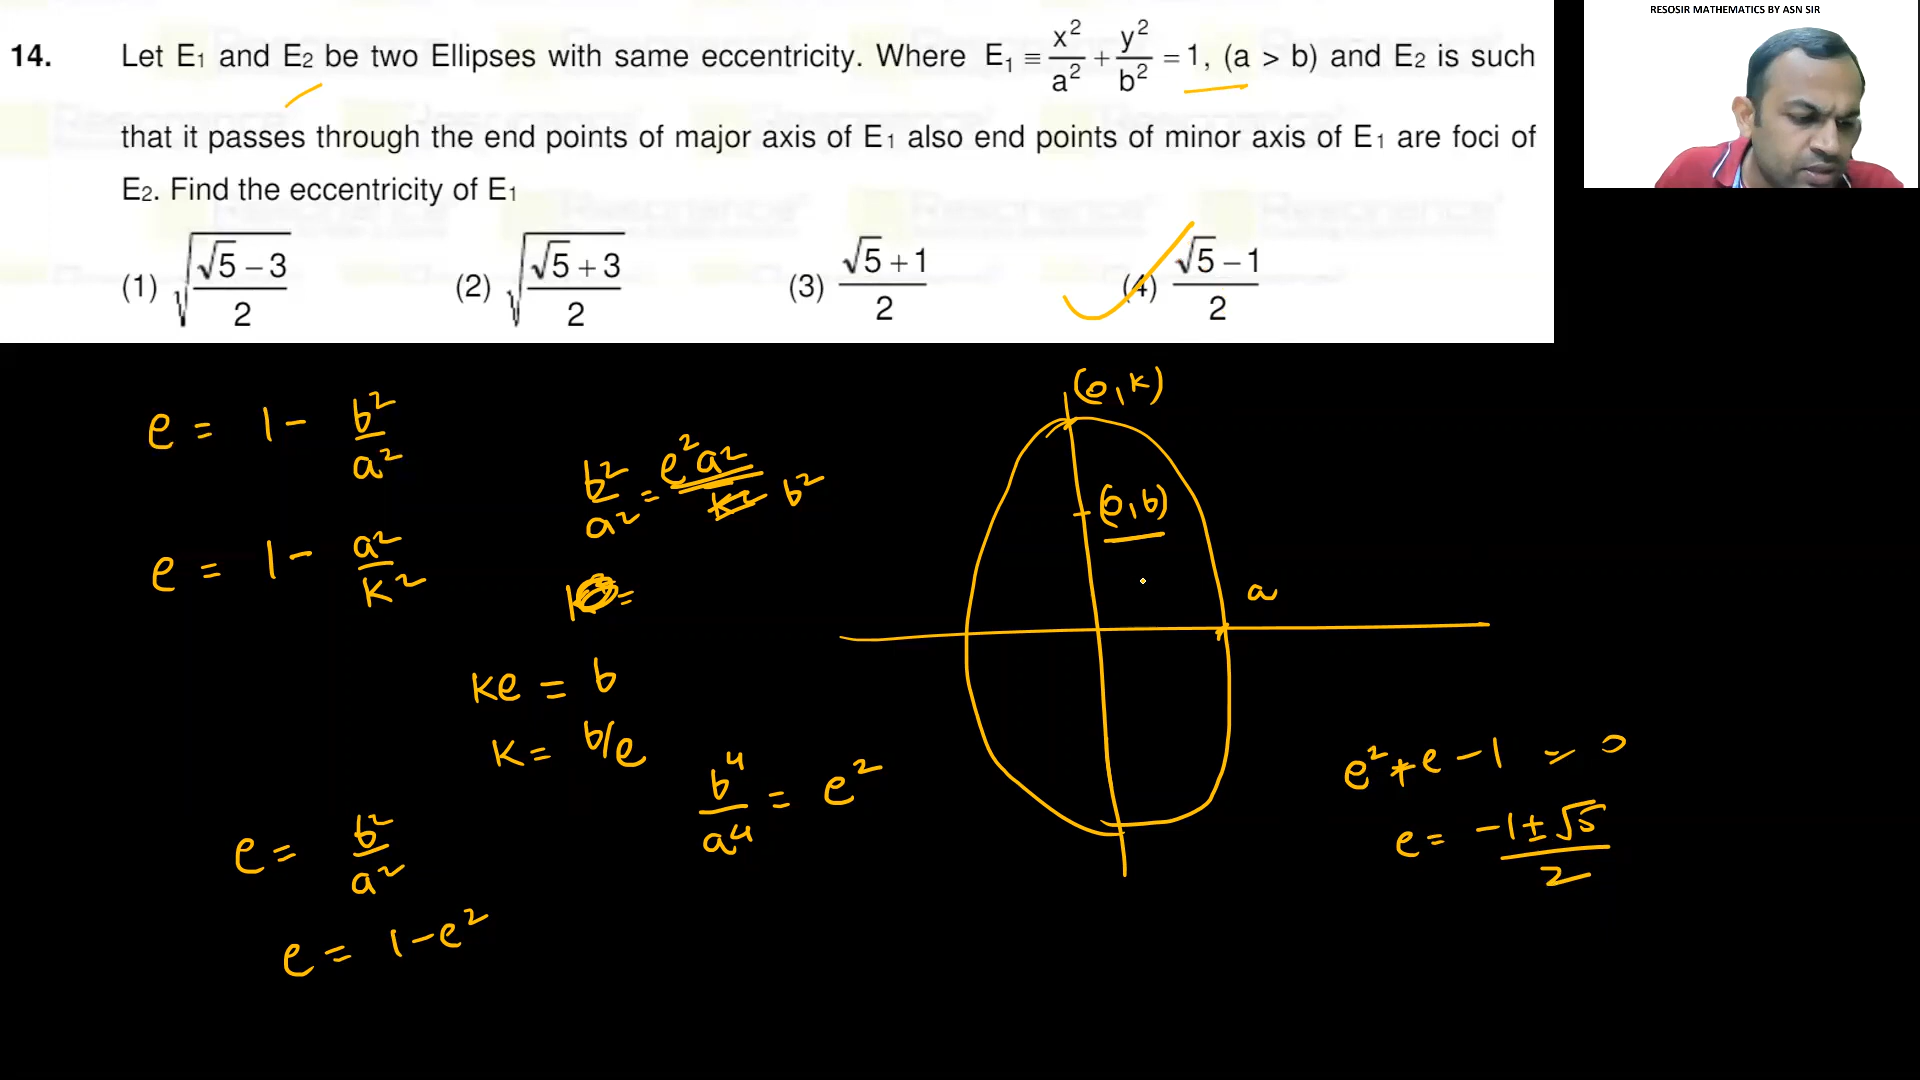 RESOSIR MATHEMATICS BY ASN SIR
14. Let E1 and E2 be two Ellipses with same eccentricity. Where E₁ ≡ x²/a² + y²/b² = 1, (a > b) and E2 is such
that it passes through the end points of major axis of E1 also end points of minor axis of E1 are foci of
E2. Find the eccentricity of E1
(1) √((√5 – 3)/2) (2) √((√5 + 3)/2) (3) (√5 + 1)/2 (4) (√5 – 1)/2
e = 1 - b²/a²
e = 1 - a²/k²
b²/a² = e²a²/b²
ke = b
k = b/e
b⁴/a⁴ = e²
e = b²/a²
e = 1 - e²
(0, k)
(0, b)
a
e² + e - 1 = 0
e = (-1 ± √5)/2